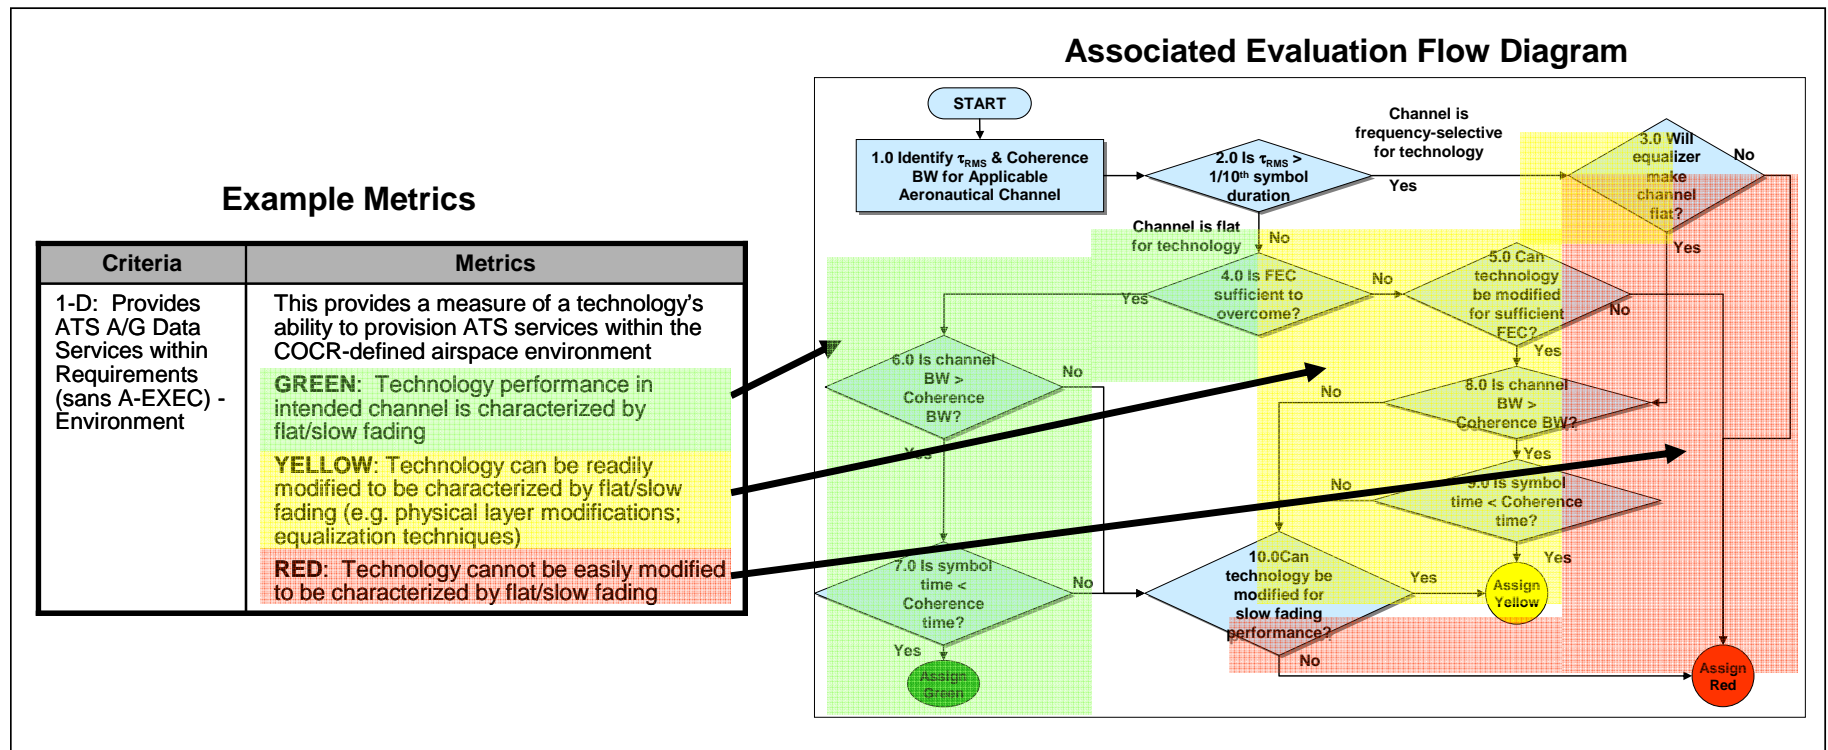 Associated Evaluation Flow Diagram
Example Metrics
Criteria
Metrics
1-D: Provides
ATS A/G Data
Services within
Requirements
(sans A-EXEC) -
Environment
This provides a measure of a technology's
ability to provision ATS services within the
COCR-defined airspace environment
GREEN: Technology performance in
intended channel is characterized by
flat/slow fading
YELLOW: Technology can be readily
modified to be characterized by flat/slow
fading (e.g. physical layer modifications;
equalization techniques)
RED: Technology cannot be easily modified
to be characterized by flat/slow fading
START
1.0 Identify τRMS & Coherence
BW for Applicable
Aeronautical Channel
2.0 Is τRMS >
1/10th symbol
duration
Channel is
frequency-selective
for technology
Yes
3.0 Will
equalizer
make
channel
flat?
No
Yes
Channel is flat
for technology
No
4.0 Is FEC
sufficient to
overcome?
Yes
No
5.0 Can
technology
be modified
for sufficient
FEC?
No
Yes
6.0 Is channel
BW >
Coherence
BW?
No
Yes
8.0 Is channel
BW >
Coherence BW?
No
Yes
9.0 Is symbol
time < Coherence
time?
No
Yes
7.0 Is symbol
time <
Coherence
time?
No
Yes
10.0Can
technology be
modified for
slow fading
performance?
Yes
No
Assign
Yellow
Assign
Green
Assign
Red